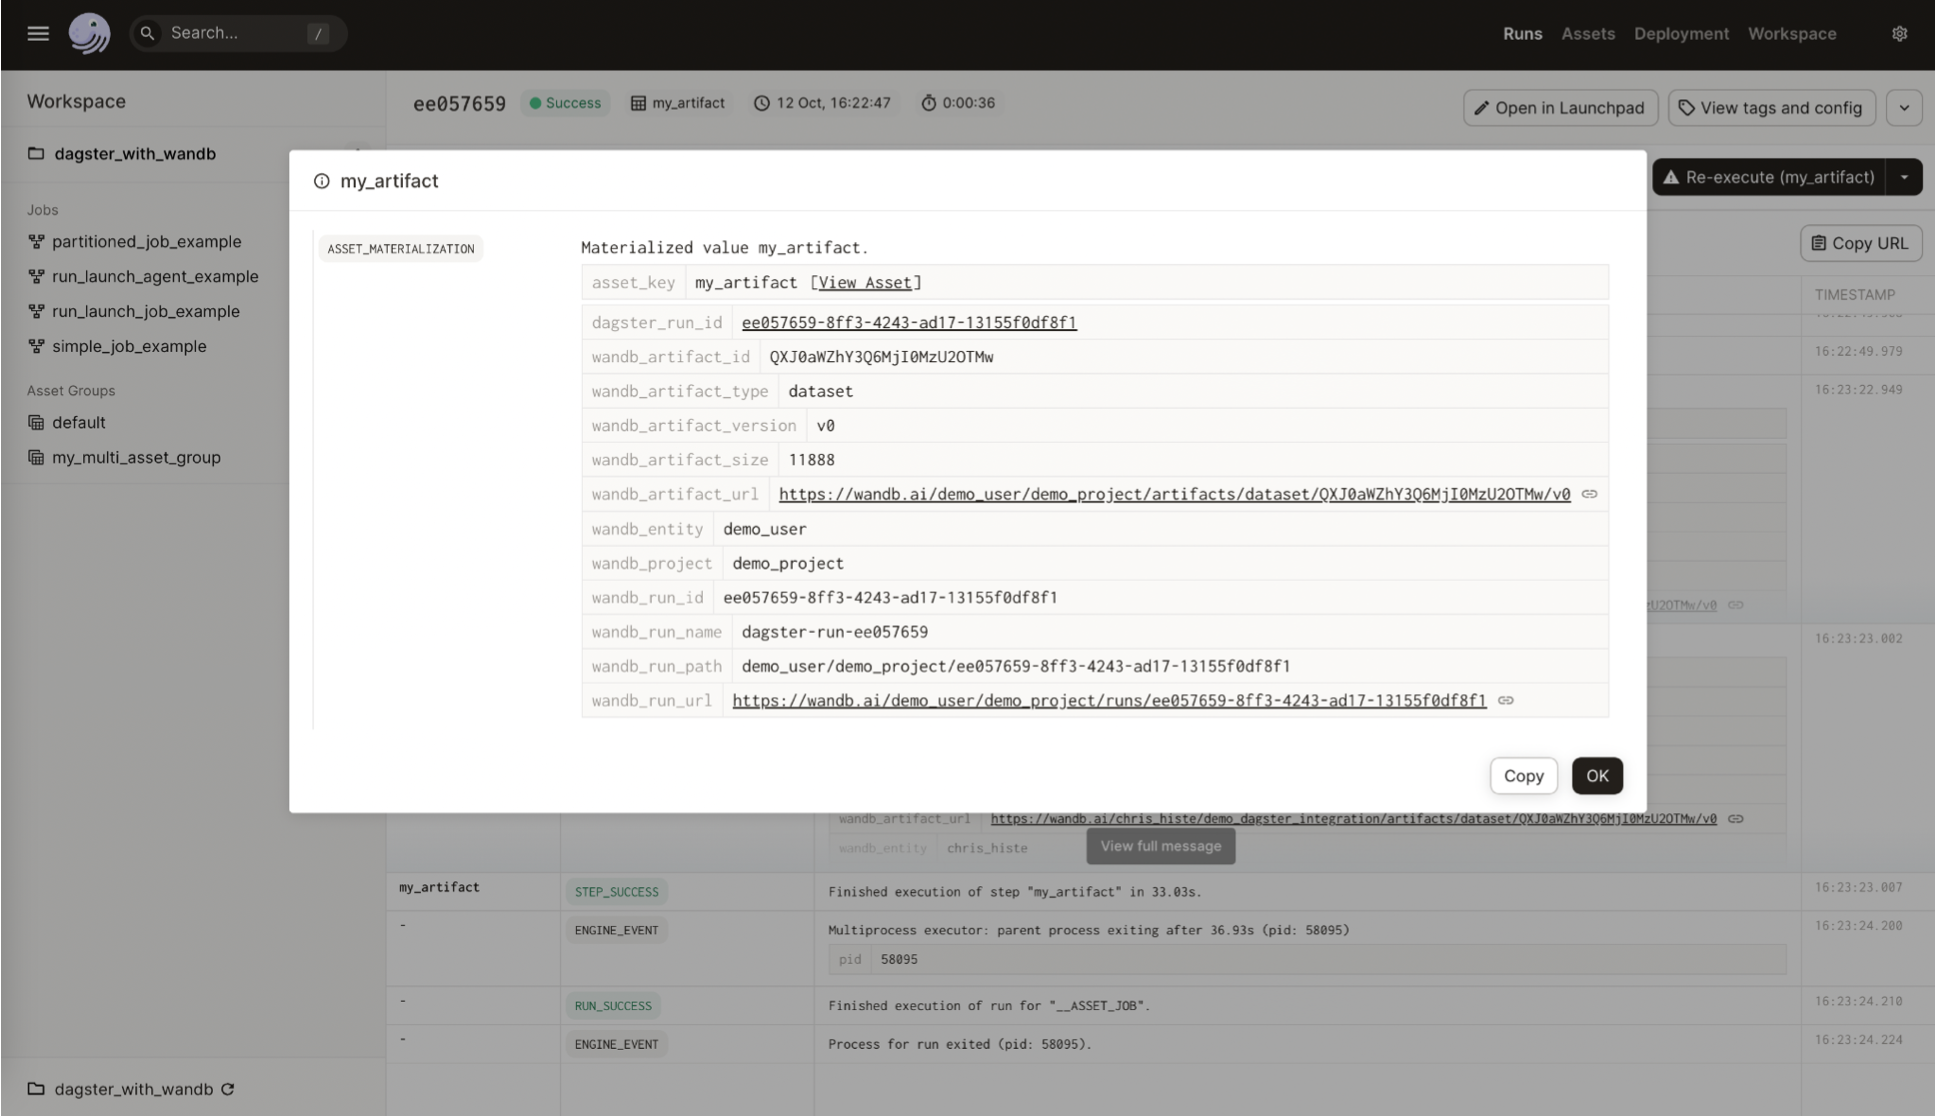 Search... /
Runs Assets Deployment Workspace
Workspace
ee057659 Success my_artifact 12 Oct, 16:22:47 0:00:36
Open in Launchpad View tags and config
dagster_with_wandb
Jobs
partitioned_job_example
run_launch_agent_example
run_launch_job_example
simple_job_example
Asset Groups
default
my_multi_asset_group
dagster_with_wandb
Re-execute (my_artifact)
Copy URL
TIMESTAMP
16:22:49.979
16:23:22.949
my_artifact
ASSET_MATERIALIZATION
Materialized value my_artifact.
asset_key my_artifact [View Asset]
dagster_run_id ee057659-8ff3-4243-ad17-13155f0df8f1
wandb_artifact_id QXJ0aWZhY3Q6MjI0MzU2OTMw
wandb_artifact_type dataset
wandb_artifact_version v0
wandb_artifact_size 11888
wandb_artifact_url https://wandb.ai/demo_user/demo_project/artifacts/dataset/QXJ0aWZhY3Q6MjI0MzU2OTMw/v0
wandb_entity demo_user
wandb_project demo_project
wandb_run_id ee057659-8ff3-4243-ad17-13155f0df8f1
wandb_run_name dagster-run-ee057659
wandb_run_path demo_user/demo_project/ee057659-8ff3-4243-ad17-13155f0df8f1
wandb_run_url https://wandb.ai/demo_user/demo_project/runs/ee057659-8ff3-4243-ad17-13155f0df8f1
Copy OK
U2OTMw/v0
16:23:23.002
wandb_artifact_url https://wandb.ai/chris_histe/demo_dagster_integration/artifacts/dataset/QXJ0aWZhY3Q6MjI0MzU2OTMw/v0
wandb_entity chris_histe
View full message
my_artifact STEP_SUCCESS Finished execution of step "my_artifact" in 33.03s. 16:23:23.007
- ENGINE_EVENT Multiprocess executor: parent process exiting after 36.93s (pid: 58095) 16:23:24.200
pid 58095
- RUN_SUCCESS Finished execution of run for "__ASSET_JOB". 16:23:24.210
- ENGINE_EVENT Process for run exited (pid: 58095). 16:23:24.224